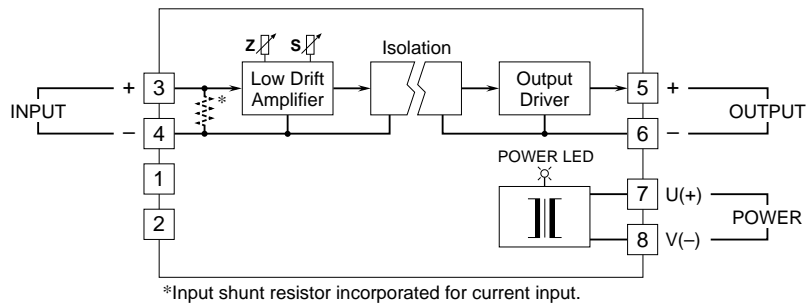 Z S Isolation
INPUT
+ 3
*
Low Drift
Amplifier
Output
Driver
5 +
OUTPUT
– 4
6 –
1
2
POWER LED
7 U(+)
POWER
8 V(–)
*Input shunt resistor incorporated for current input.